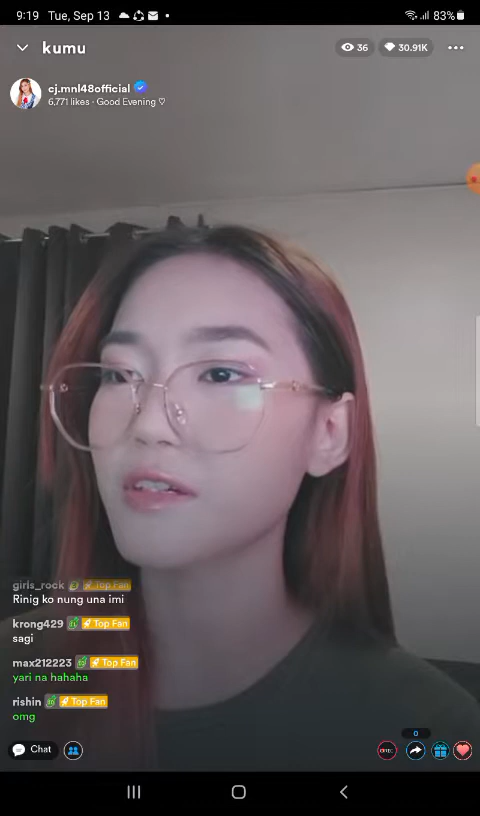 9:19 Tue, Sep 13 83%
kumu
36 30.91K
cj.mnl48official
6,771 likes · Good Evening ♡
girls_rock Top Fan
Rinig ko nung una imi
krong429 Top Fan
sagi
max212223 Top Fan
yari na hahaha
rishin Top Fan
omg
0
Chat